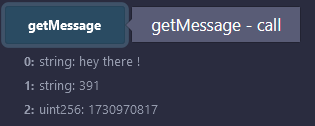 getMessage
getMessage - call
0: string: hey there !
1: string: 391
2: uint256: 1730970817